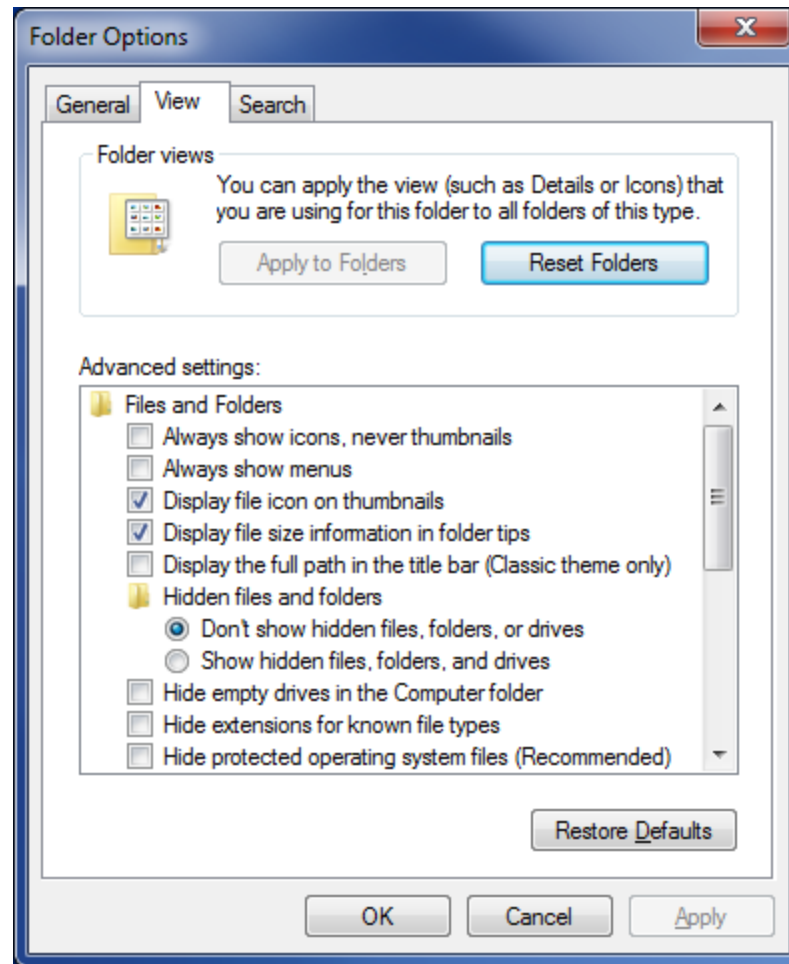 Folder Options
General View Search
Folder views
You can apply the view (such as Details or Icons) that
you are using for this folder to all folders of this type.
Apply to Folders Reset Folders
Advanced settings:
Files and Folders
Always show icons, never thumbnails
Always show menus
Display file icon on thumbnails
Display file size information in folder tips
Display the full path in the title bar (Classic theme only)
Hidden files and folders
Don't show hidden files, folders, or drives
Show hidden files, folders, and drives
Hide empty drives in the Computer folder
Hide extensions for known file types
Hide protected operating system files (Recommended)
Restore Defaults
OK Cancel Apply